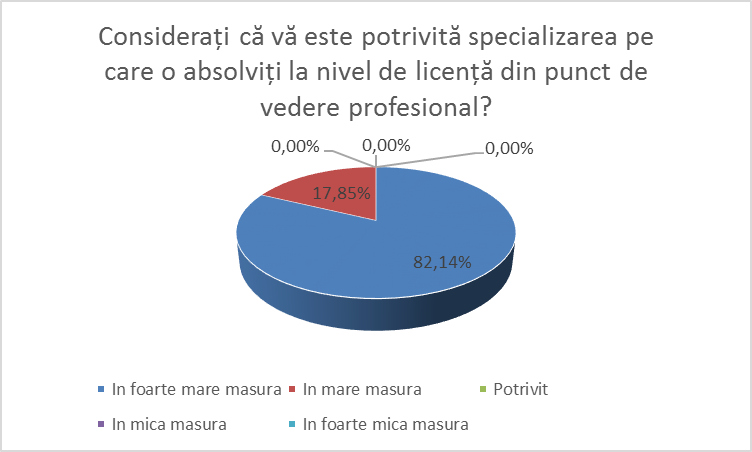 Considerați că vă este potrivită specializarea pe
care o absolviți la nivel de licență din punct de
vedere profesional?
0,00%
0,00%
0,00%
17,85%
82,14%
In foarte mare masura
In mare masura
Potrivit
In mica masura
In foarte mica masura